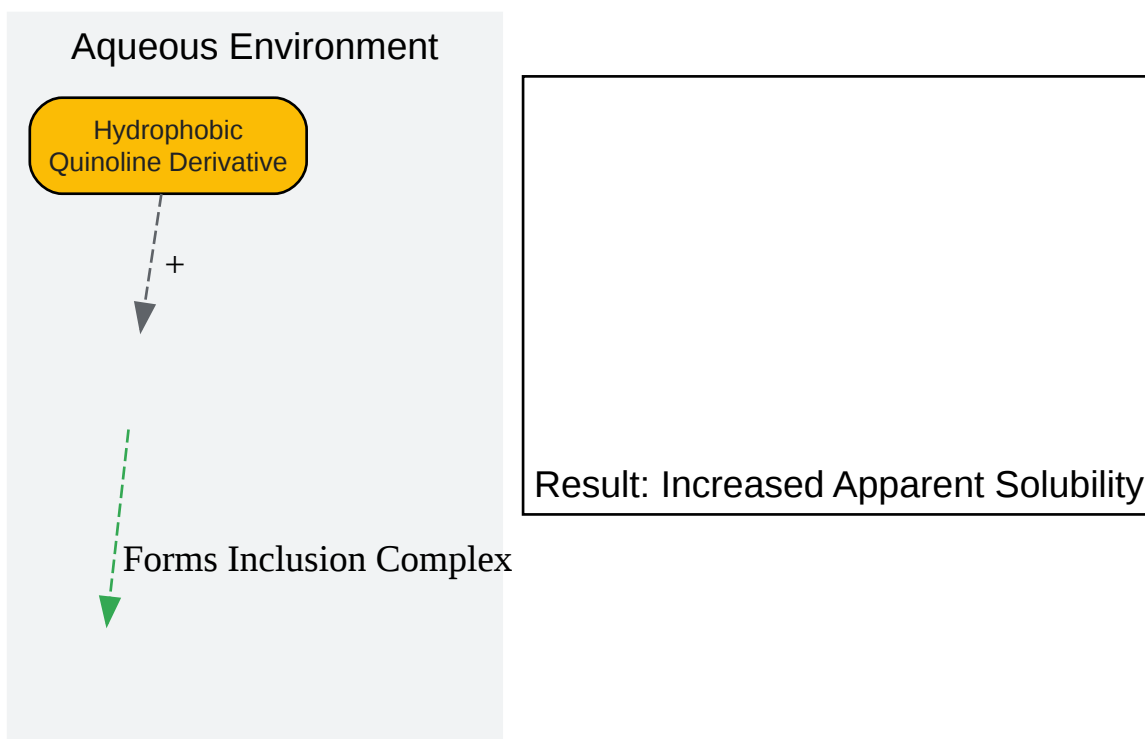 Aqueous Environment
Hydrophobic
Quinoline Derivative
+
Result: Increased Apparent Solubility
Forms Inclusion Complex